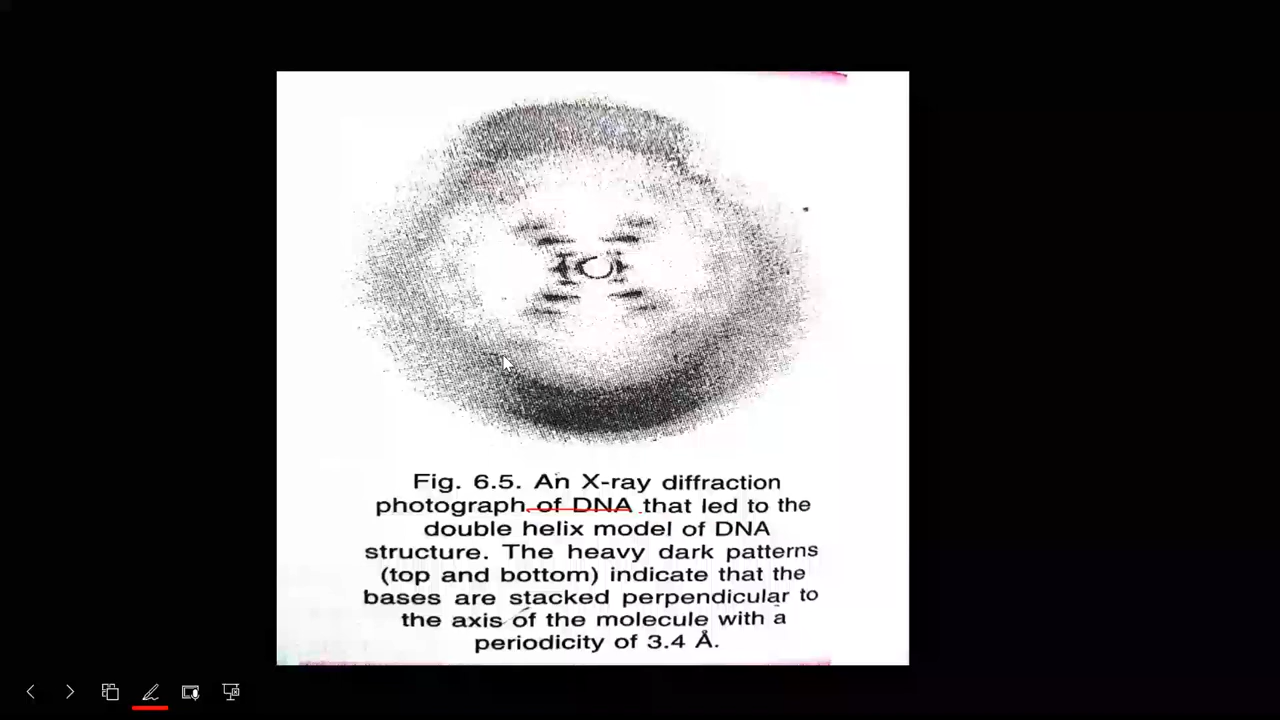 Fig. 6.5. An X-ray diffraction
photograph of DNA that led to the
double helix model of DNA
structure. The heavy dark patterns
(top and bottom) indicate that the
bases are stacked perpendicular to
the axis of the molecule with a
periodicity of 3.4 Å.